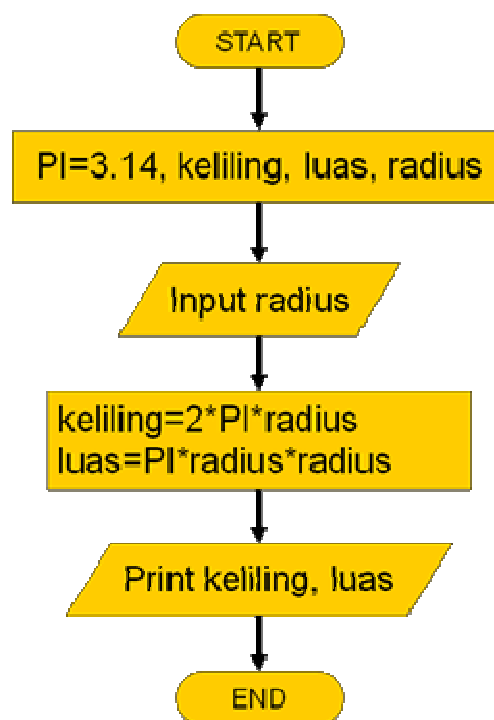 START
PI=3.14, keliling, luas, radius
Input radius
keliling=2*PI*radius
luas=PI*radius*radius
Print keliling, luas
END